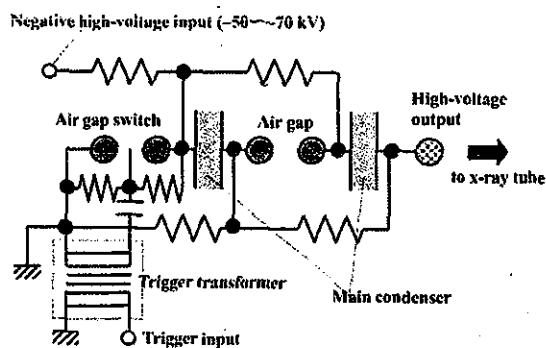 Negative high-voltage input (−50〜−70 kV)
Air gap switch
Air gap
High-voltage
output
to x-ray tube
Trigger transformer
Main condenser
Trigger input